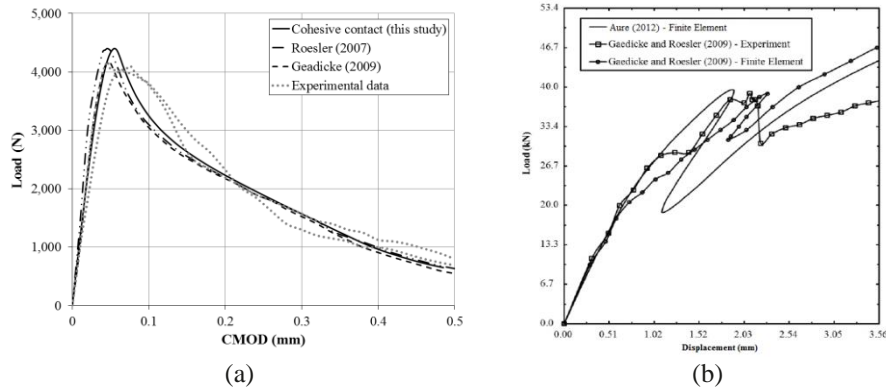 Cohesive contact (this study)
Roesler (2007)
Geadicke (2009)
Experimental data
Load (N)
5,000
4,000
3,000
2,000
1,000
0
0 0.1 0.2 0.3 0.4 0.5
CMOD (mm)
(a)
Aure (2012) - Finite Element
Gaedicke and Roesler (2009) - Experiment
Gaedicke and Roesler (2009) - Finite Element
Load (kN)
53.4
46.7
40.0
33.4
26.7
20.0
13.3
6.7
0.0
0.00 0.51 1.02 1.52 2.03 2.54 3.05 3.56
Displacement (mm)
(b)